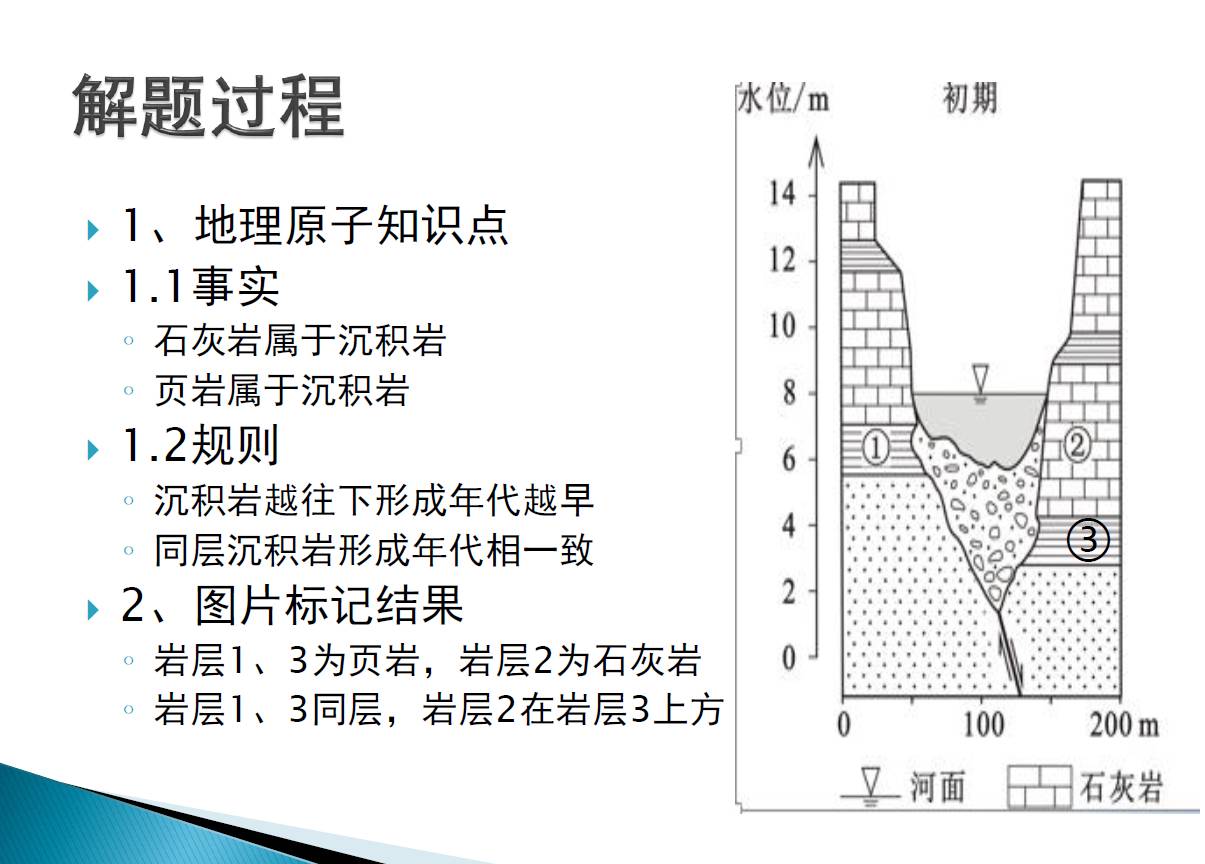 解题过程
1、地理原子知识点
1.1事实
石灰岩属于沉积岩
页岩属于沉积岩
1.2规则
沉积岩越往下形成年代越早
同层沉积岩形成年代相一致
2、图片标记结果
岩层1、3为页岩，岩层2为石灰岩
岩层1、3同层，岩层2在岩层3上方
水位/m 初期
14
12
10
8
6
4
2
0
①
②
③
0 100 200 m
河面 石灰岩